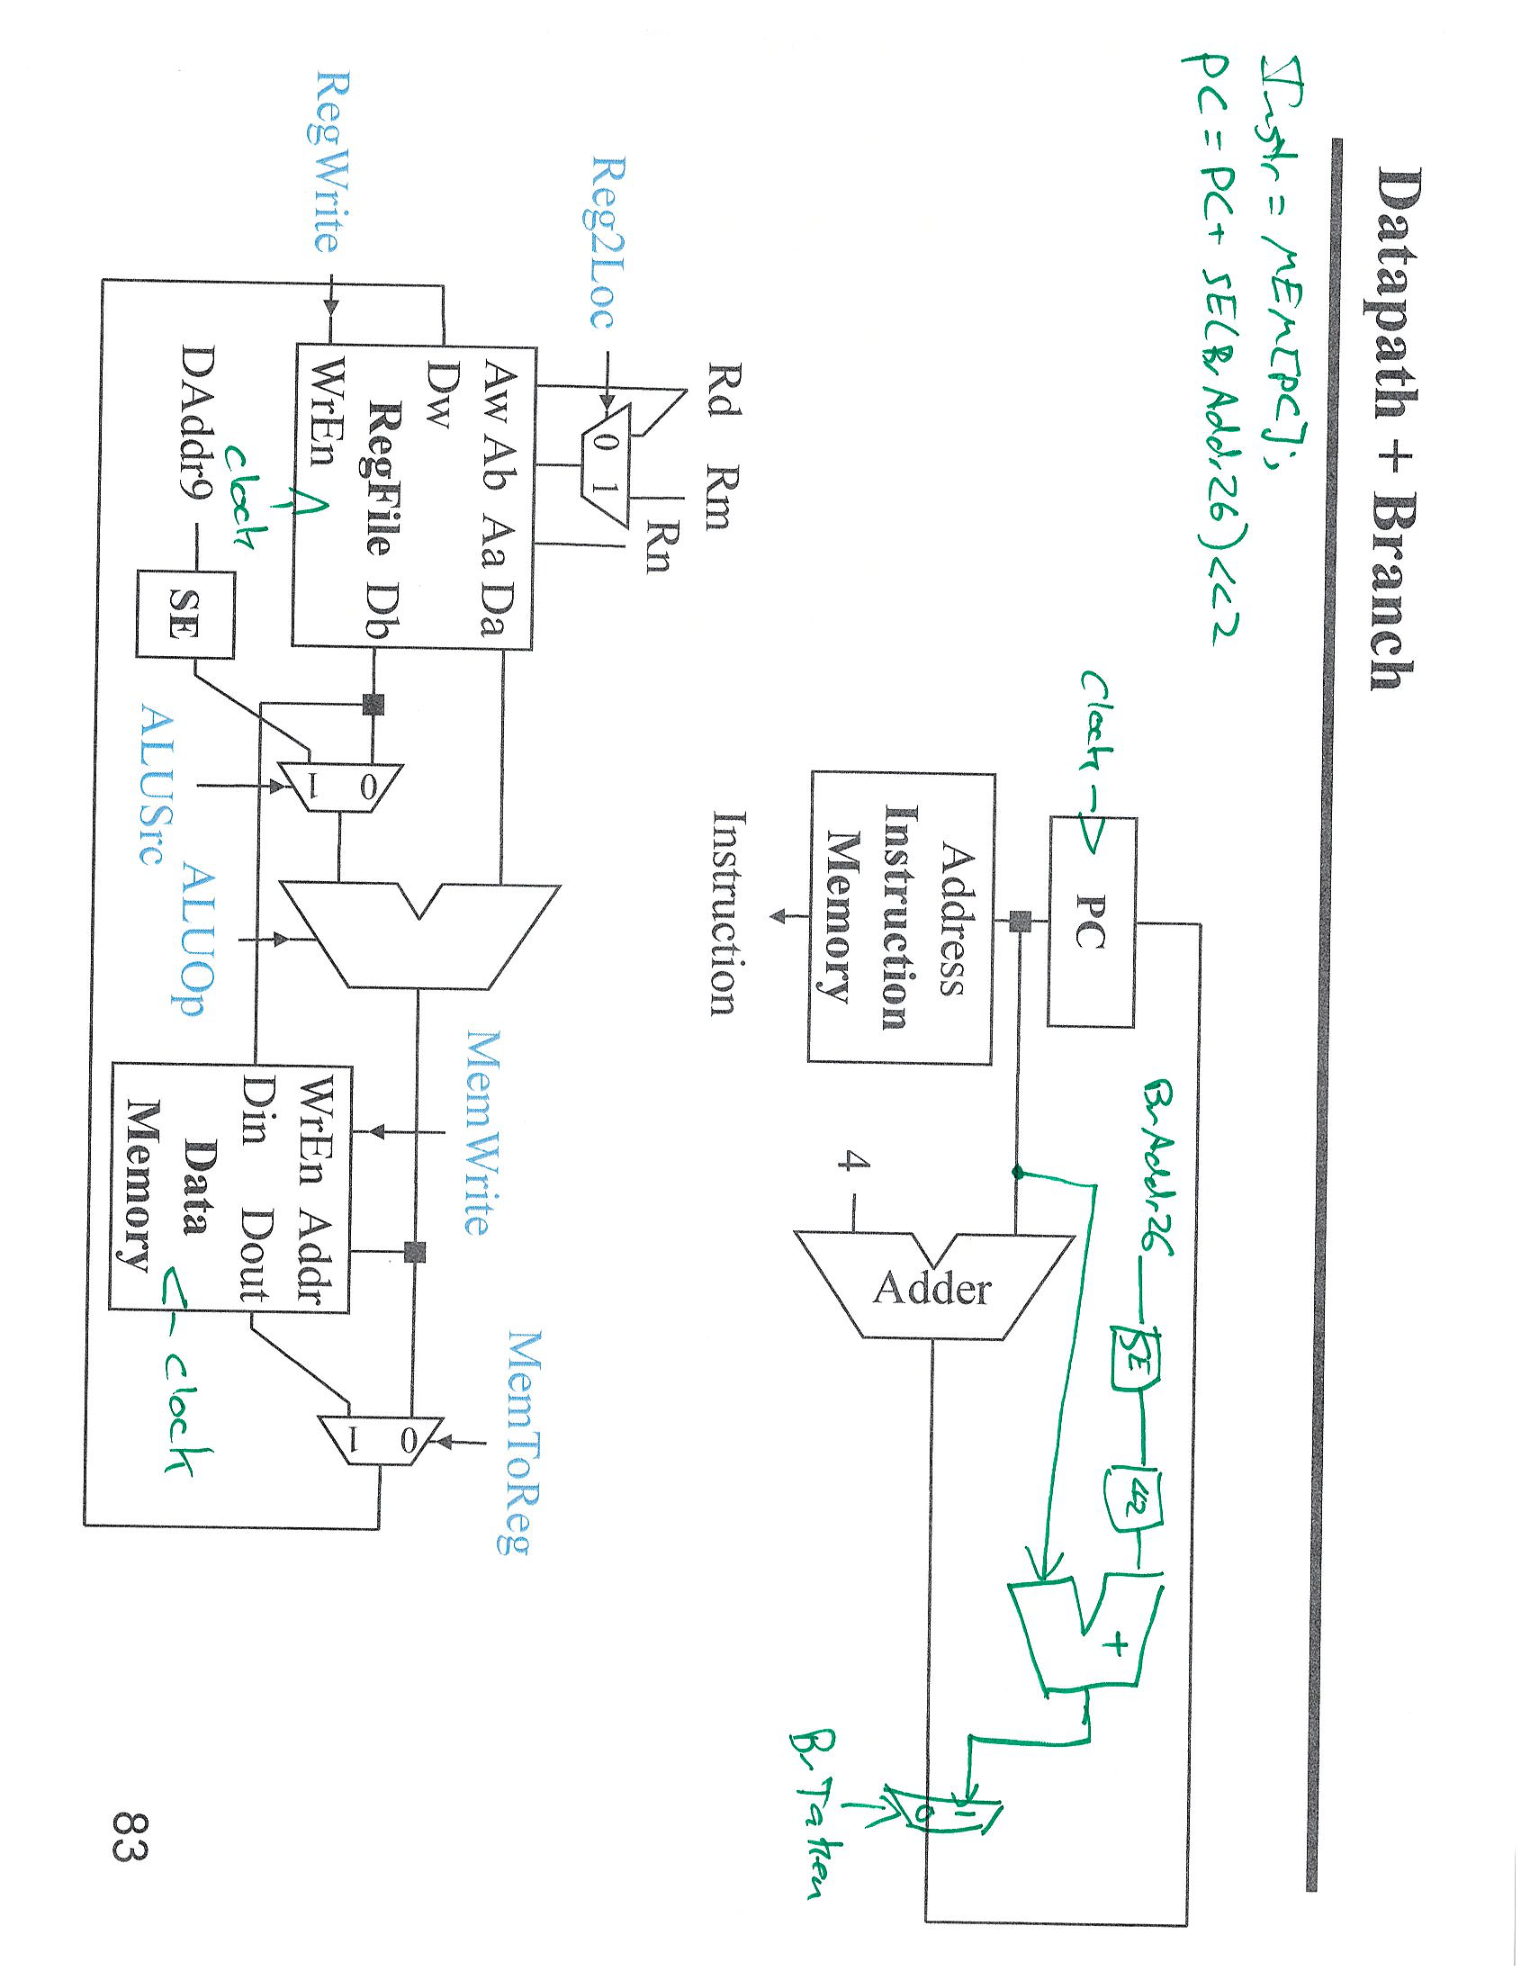 Datapath + Branch
Instr = MEM[PC];
PC = PC + SE(BrAddr26)<<2
Clock
PC
BrAddr26
SE
<<2
+
Address
Instruction
Memory
4
Adder
1
0
BrTaken
Instruction
Rd
Rm
Rn
Reg2Loc
0 1
RegWrite
Aw Ab Aa Da
Dw
RegFile Db
WrEn
clock
DAddr9
SE
0
1
ALUSrc
ALUOp
MemWrite
WrEn Addr
Din Dout
Data
Memory
clock
MemToReg
0
1
83